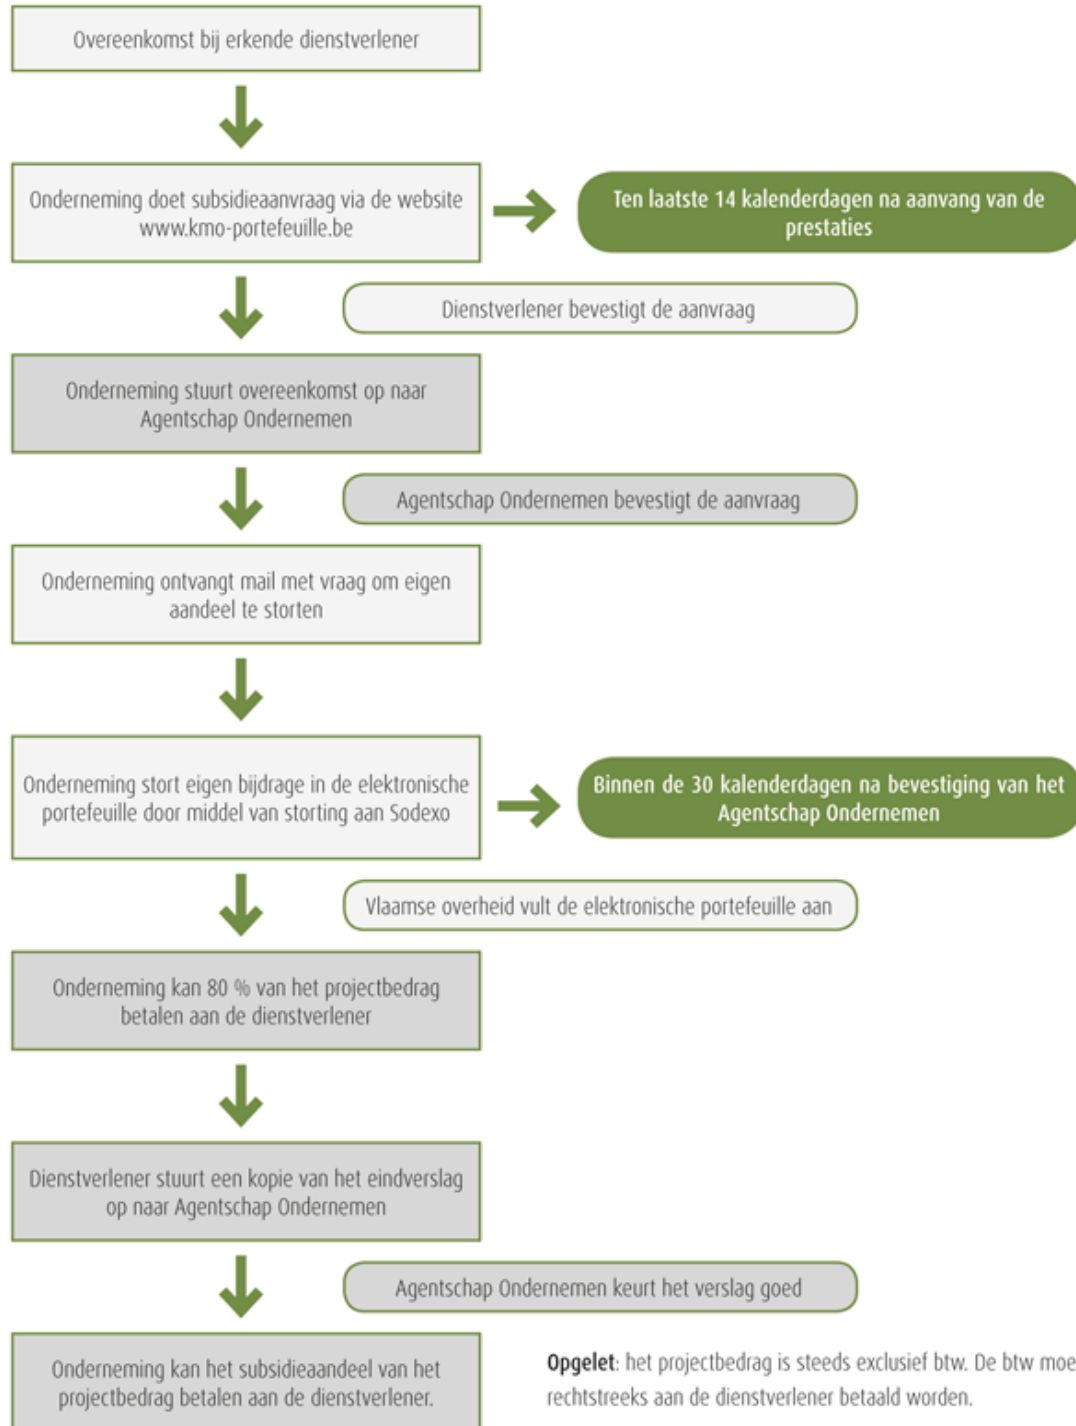 Overeenkomst bij erkende dienstverlener
Onderneming doet subsidieaanvraag via de website
www.kmo-portefeuille.be
Ten laatste 14 kalenderdagen na aanvang van de
prestaties
Dienstverlener bevestigt de aanvraag
Onderneming stuurt overeenkomst op naar
Agentschap Ondernemen
Agentschap Ondernemen bevestigt de aanvraag
Onderneming ontvangt mail met vraag om eigen
aandeel te storten
Onderneming stort eigen bijdrage in de elektronische
portefeuille door middel van storting aan Sodexo
Binnen de 30 kalenderdagen na bevestiging van het
Agentschap Ondernemen
Vlaamse overheid vult de elektronische portefeuille aan
Onderneming kan 80 % van het projectbedrag
betalen aan de dienstverlener
Dienstverlener stuurt een kopie van het eindverslag
op naar Agentschap Ondernemen
Agentschap Ondernemen keurt het verslag goed
Onderneming kan het subsidieaandeel van het
projectbedrag betalen aan de dienstverlener.
Opgelet: het projectbedrag is steeds exclusief btw. De btw moe
rechtstreeks aan de dienstverlener betaald worden.